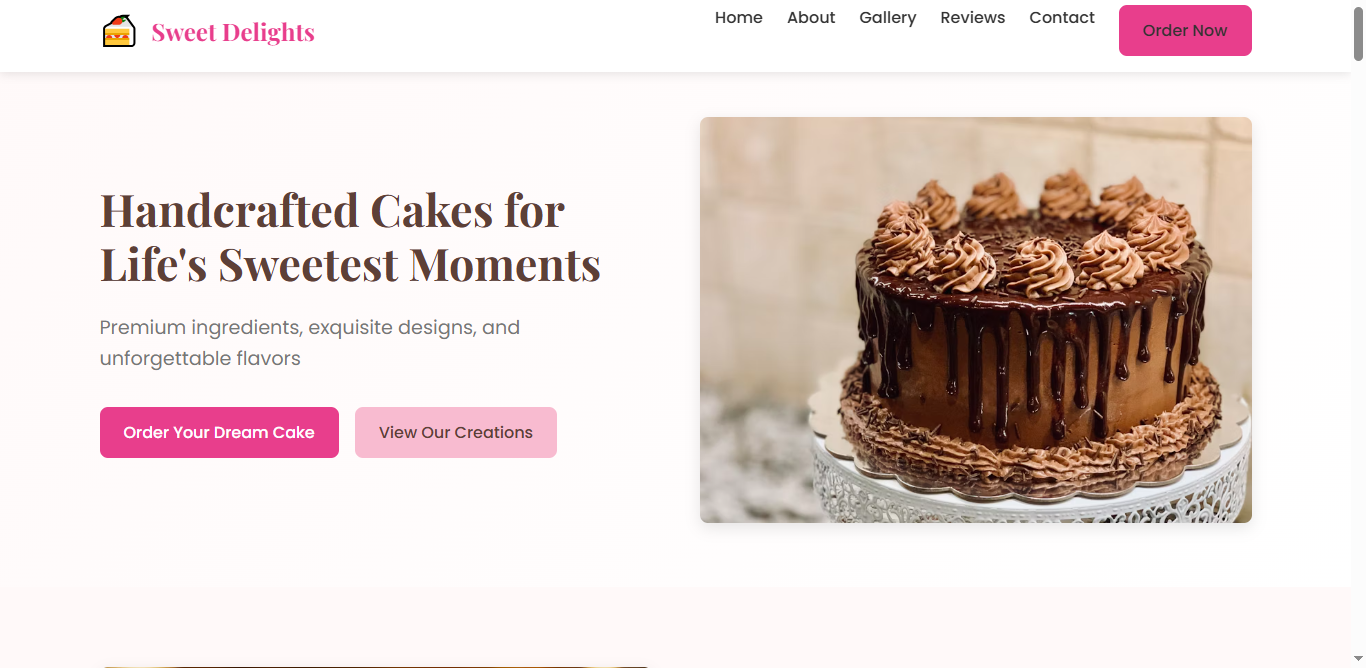 Sweet Delights
Home About Gallery Reviews Contact Order Now
Handcrafted Cakes for
Life's Sweetest Moments
Premium ingredients, exquisite designs, and
unforgettable flavors
Order Your Dream Cake View Our Creations